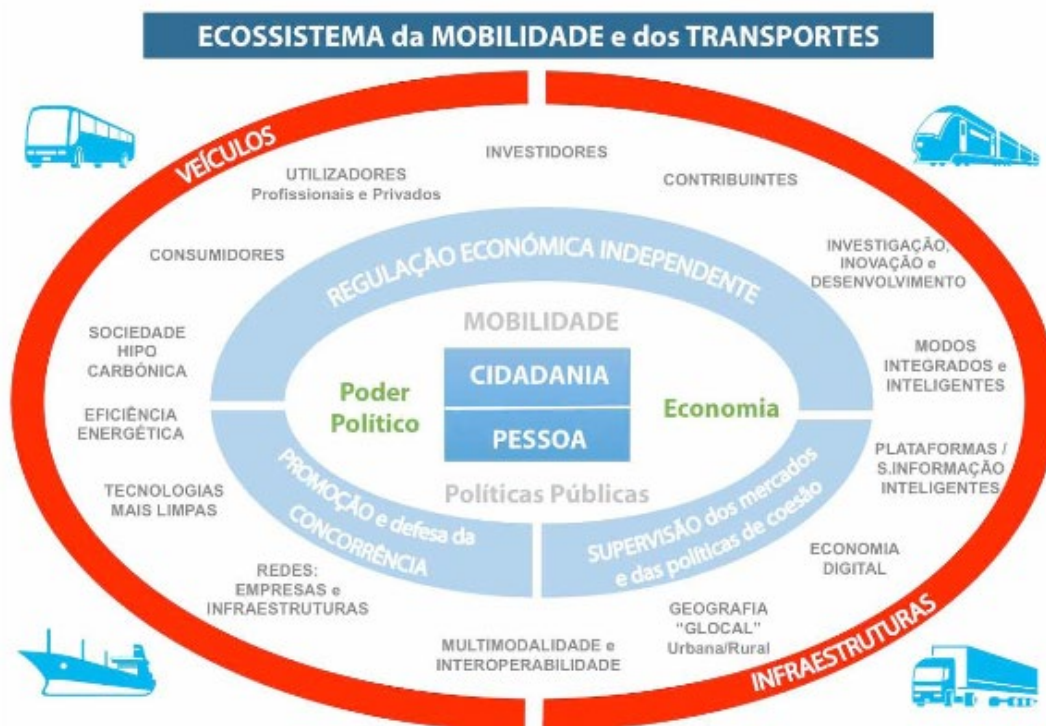 ECOSSISTEMA da MOBILIDADE e dos TRANSPORTES
VEÍCULOS
INVESTIDORES
UTILIZADORES
Profissionais e Privados
CONTRIBUINTES
CONSUMIDORES
REGULAÇÃO ECONÓMICA INDEPENDENTE
INVESTIGAÇÃO,
INOVAÇÃO e
DESENVOLVIMENTO
MOBILIDADE
SOCIEDADE
HIPO
CARBÓNICA
CIDADANIA
MODOS
INTEGRADOS e
INTELIGENTES
Poder
Político
Economia
EFICIÊNCIA
ENERGÉTICA
PESSOA
PLATAFORMAS /
S.INFORMAÇÃO
INTELIGENTES
TECNOLOGIAS
MAIS LIMPAS
Políticas Públicas
PROMOÇÃO e defesa da
CONCORRÊNCIA
SUPERVISÃO dos mercados
e das políticas de coesão
ECONOMIA
DIGITAL
REDES:
EMPRESAS e
INFRAESTRUTURAS
GEOGRAFIA
“GLOCAL”
Urbana/Rural
MULTIMODALIDADE e
INTEROPERABILIDADE
INFRAESTRUTURAS